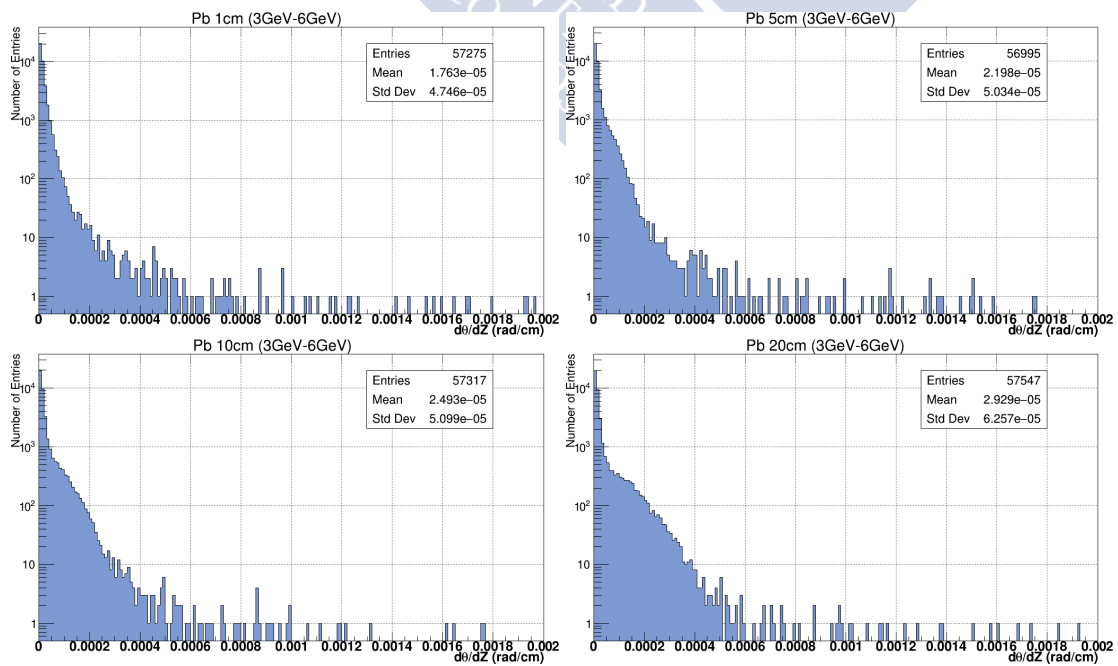 Pb 1cm (3GeV-6GeV)
Number of Entries
Entries 57275
Mean 1.763e−05
Std Dev 4.746e−05
10⁴
10³
10²
10
1
0 0.0002 0.0004 0.0006 0.0008 0.001 0.0012 0.0014 0.0016 0.0018 0.002
dθ/dZ (rad/cm)
Pb 5cm (3GeV-6GeV)
Number of Entries
Entries 56995
Mean 2.198e−05
Std Dev 5.034e−05
10⁴
10³
10²
10
1
0 0.0002 0.0004 0.0006 0.0008 0.001 0.0012 0.0014 0.0016 0.0018 0.002
dθ/dZ (rad/cm)
Pb 10cm (3GeV-6GeV)
Number of Entries
Entries 57317
Mean 2.493e−05
Std Dev 5.099e−05
10⁴
10³
10²
10
1
0 0.0002 0.0004 0.0006 0.0008 0.001 0.0012 0.0014 0.0016 0.0018 0.002
dθ/dZ (rad/cm)
Pb 20cm (3GeV-6GeV)
Number of Entries
Entries 57547
Mean 2.929e−05
Std Dev 6.257e−05
10⁴
10³
10²
10
1
0 0.0002 0.0004 0.0006 0.0008 0.001 0.0012 0.0014 0.0016 0.0018 0.002
dθ/dZ (rad/cm)